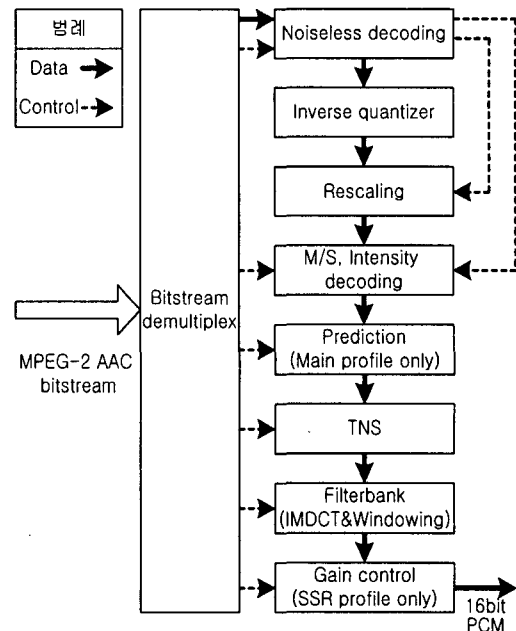 범례
Data
Control
MPEG-2 AAC
bitstream
Bitstream
demultiplex
Noiseless decoding
Inverse quantizer
Rescaling
M/S, Intensity
decoding
Prediction
(Main profile only)
TNS
Filterbank
(IMDCT&Windowing)
Gain control
(SSR profile only)
16bit
PCM